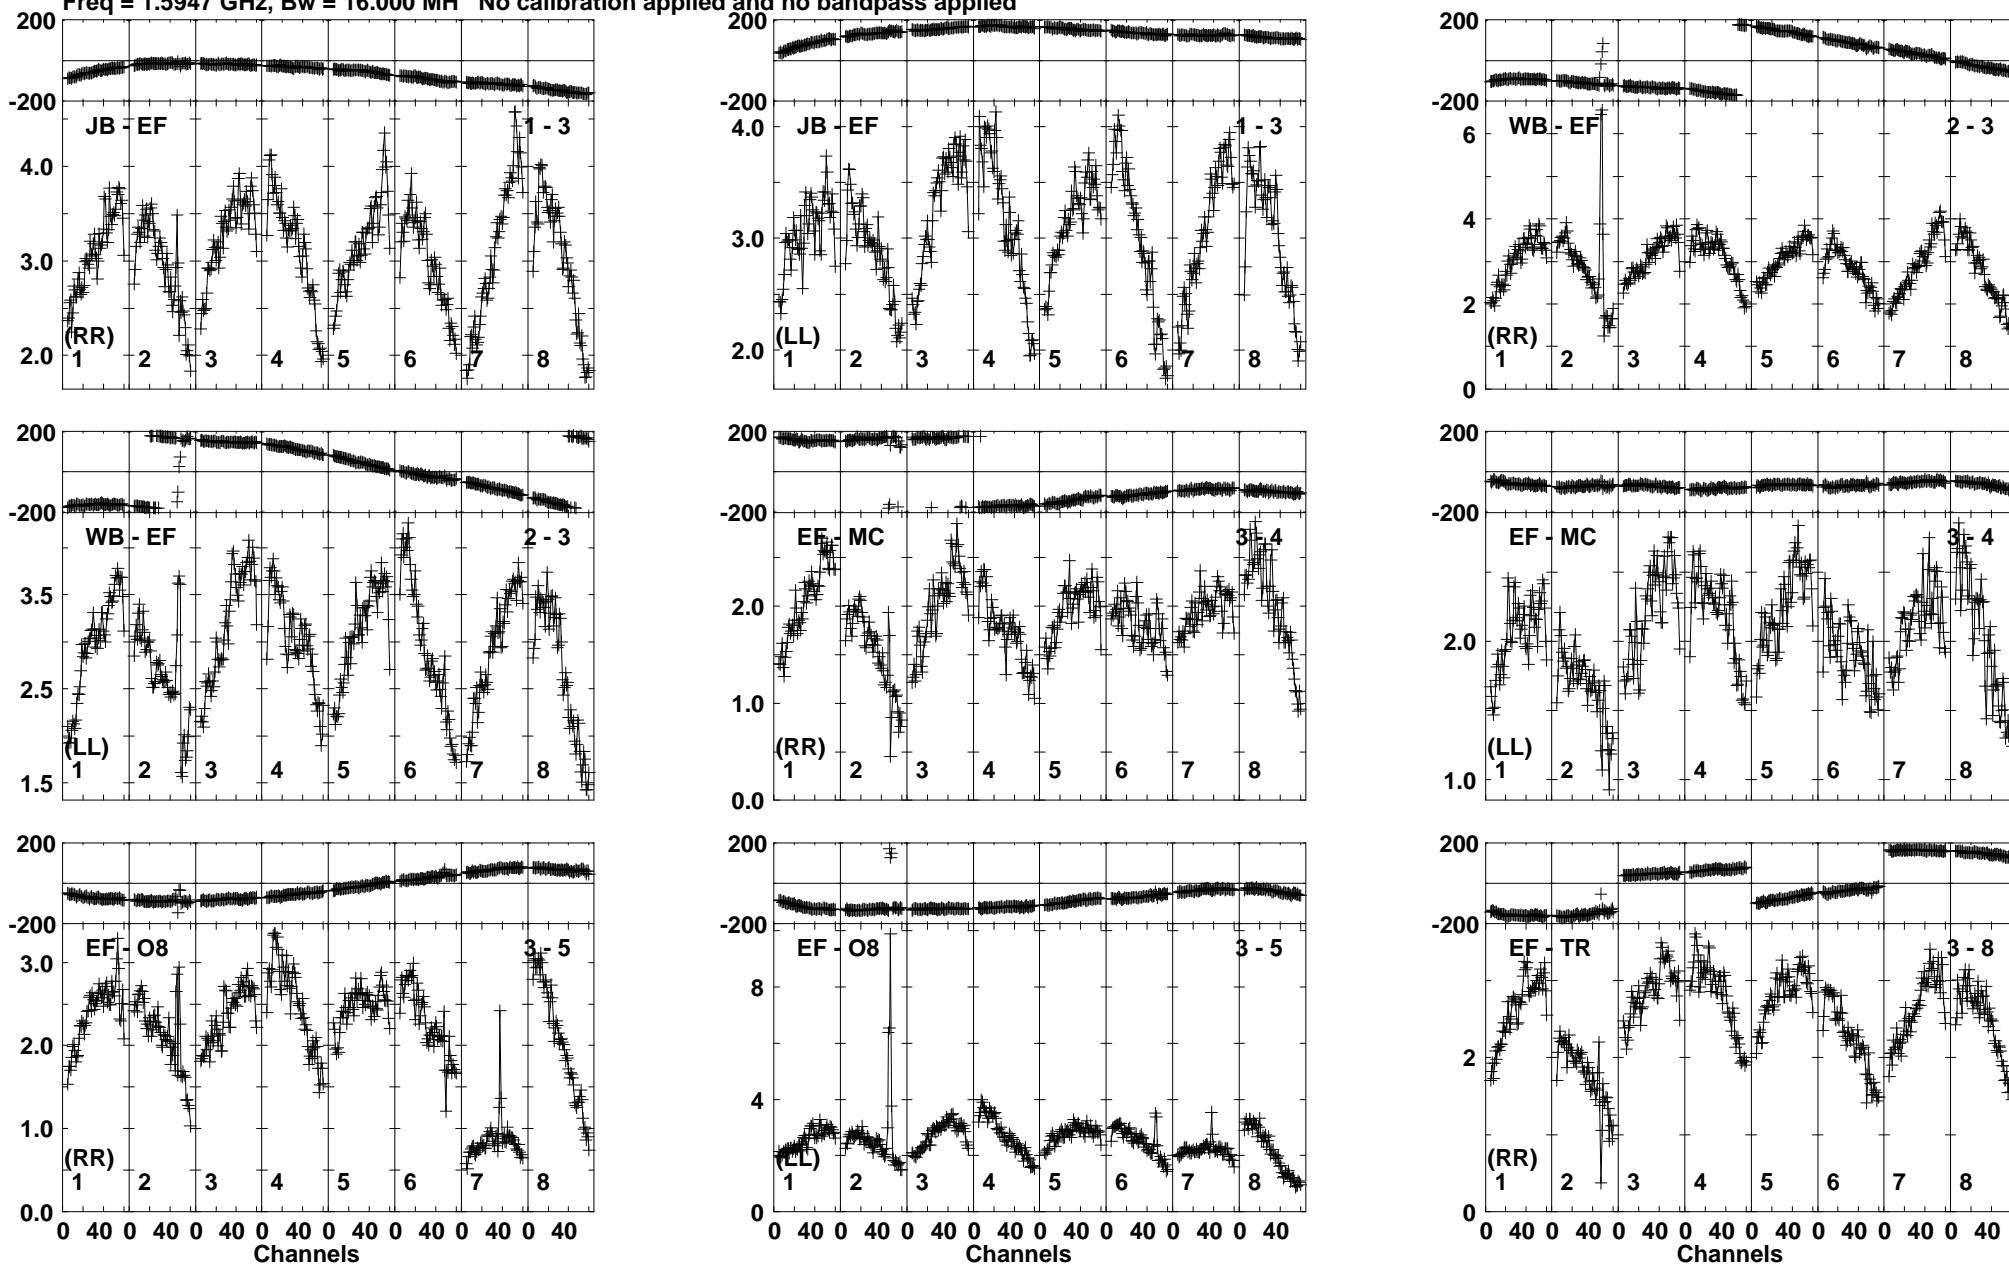 Freq = 1.5947 GHz, Bw = 16.000 MH No calibration applied and no bandpass applied
200 200 200
-200 -200 -200
JB - EF 1 - 3 JB - EF 1 - 3 WB - EF 2 - 3
4.0 4.0 6
3.0 3.0 4
2.0 2.0 2
0
(RR) (LL) (RR)
1 2 3 4 5 6 7 8 1 2 3 4 5 6 7 8 1 2 3 4 5 6 7 8
200 200 200
-200 -200 -200
WB - EF 2 - 3 EF - MC 3 - 4 EF - MC 3 - 4
3.5 2.0 2.0
2.5 1.0 1.0
1.5 0.0
(LL) (RR) (LL)
1 2 3 4 5 6 7 8 1 2 3 4 5 6 7 8 1 2 3 4 5 6 7 8
200 200 200
-200 -200 -200
EF - O8 3 - 5 EF - O8 3 - 5 EF - TR 3 - 8
3.0 8 2
2.0 4
1.0
(RR) (LL) (RR)
1 2 3 4 5 6 7 8 1 2 3 4 5 6 7 8 1 2 3 4 5 6 7 8
0.0 0 0
0 40 0 40 0 40 0 40 0 40 0 40 0 40 0 40 0 40 0 40 0 40 0 40 0 40 0 40 0 40 0 40 0 40 0 40 0 40 0 40 0 40 0 40 0 40 0 40
Channels Channels Channels